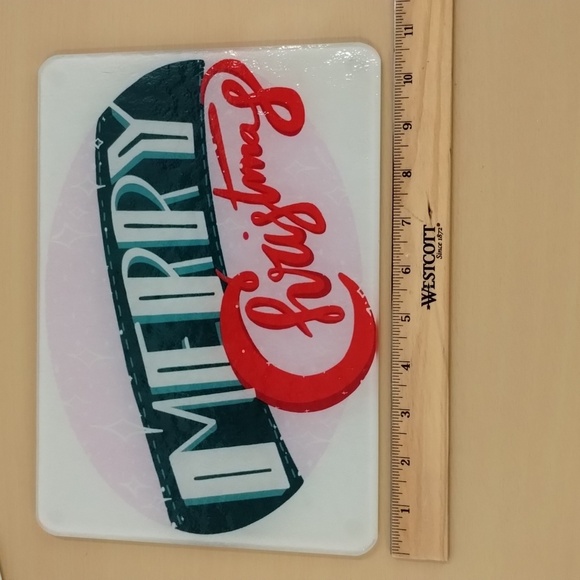 MERRY
Christmas
WESTCOTT®
Since 1872®
1 2 3 4 5 6 7 8 9 10 11